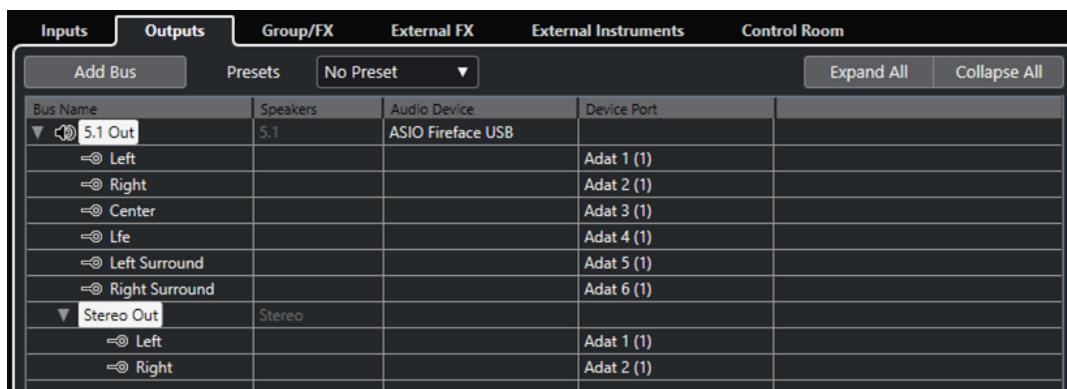 Inputs Outputs Group/FX External FX External Instruments Control Room
Add Bus Presets No Preset Expand All Collapse All
Bus Name Speakers Audio Device Device Port
5.1 Out 5.1 ASIO Fireface USB
Left Adat 1 (1)
Right Adat 2 (1)
Center Adat 3 (1)
Lfe Adat 4 (1)
Left Surround Adat 5 (1)
Right Surround Adat 6 (1)
Stereo Out Stereo
Left Adat 1 (1)
Right Adat 2 (1)